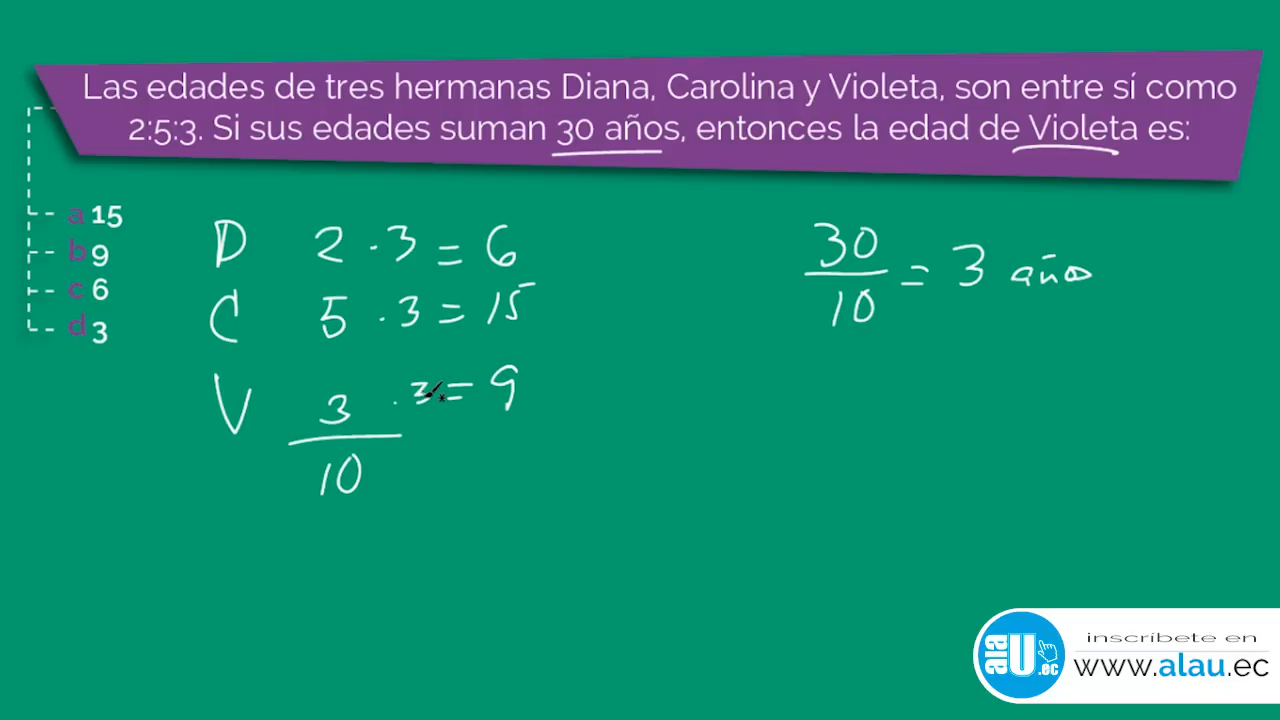 Las edades de tres hermanas Diana, Carolina y Violeta, son entre sí como
2:5:3. Si sus edades suman 30 años, entonces la edad de Violeta es:
a 15
b 9
c 6
d 3
D 2 · 3 = 6
C 5 · 3 = 15
V 3 · 3 = 9
10
30
10
= 3 años
alaU.ec
inscríbete en
www.alau.ec